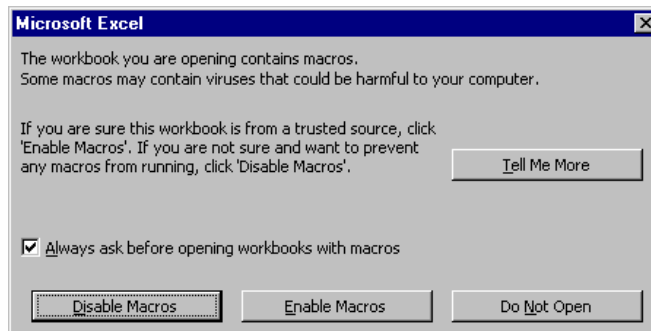 Microsoft Excel
The workbook you are opening contains macros.
Some macros may contain viruses that could be harmful to your computer.
If you are sure this workbook is from a trusted source, click
'Enable Macros'. If you are not sure and want to prevent
any macros from running, click 'Disable Macros'.
Tell Me More
Always ask before opening workbooks with macros
Disable Macros
Enable Macros
Do Not Open